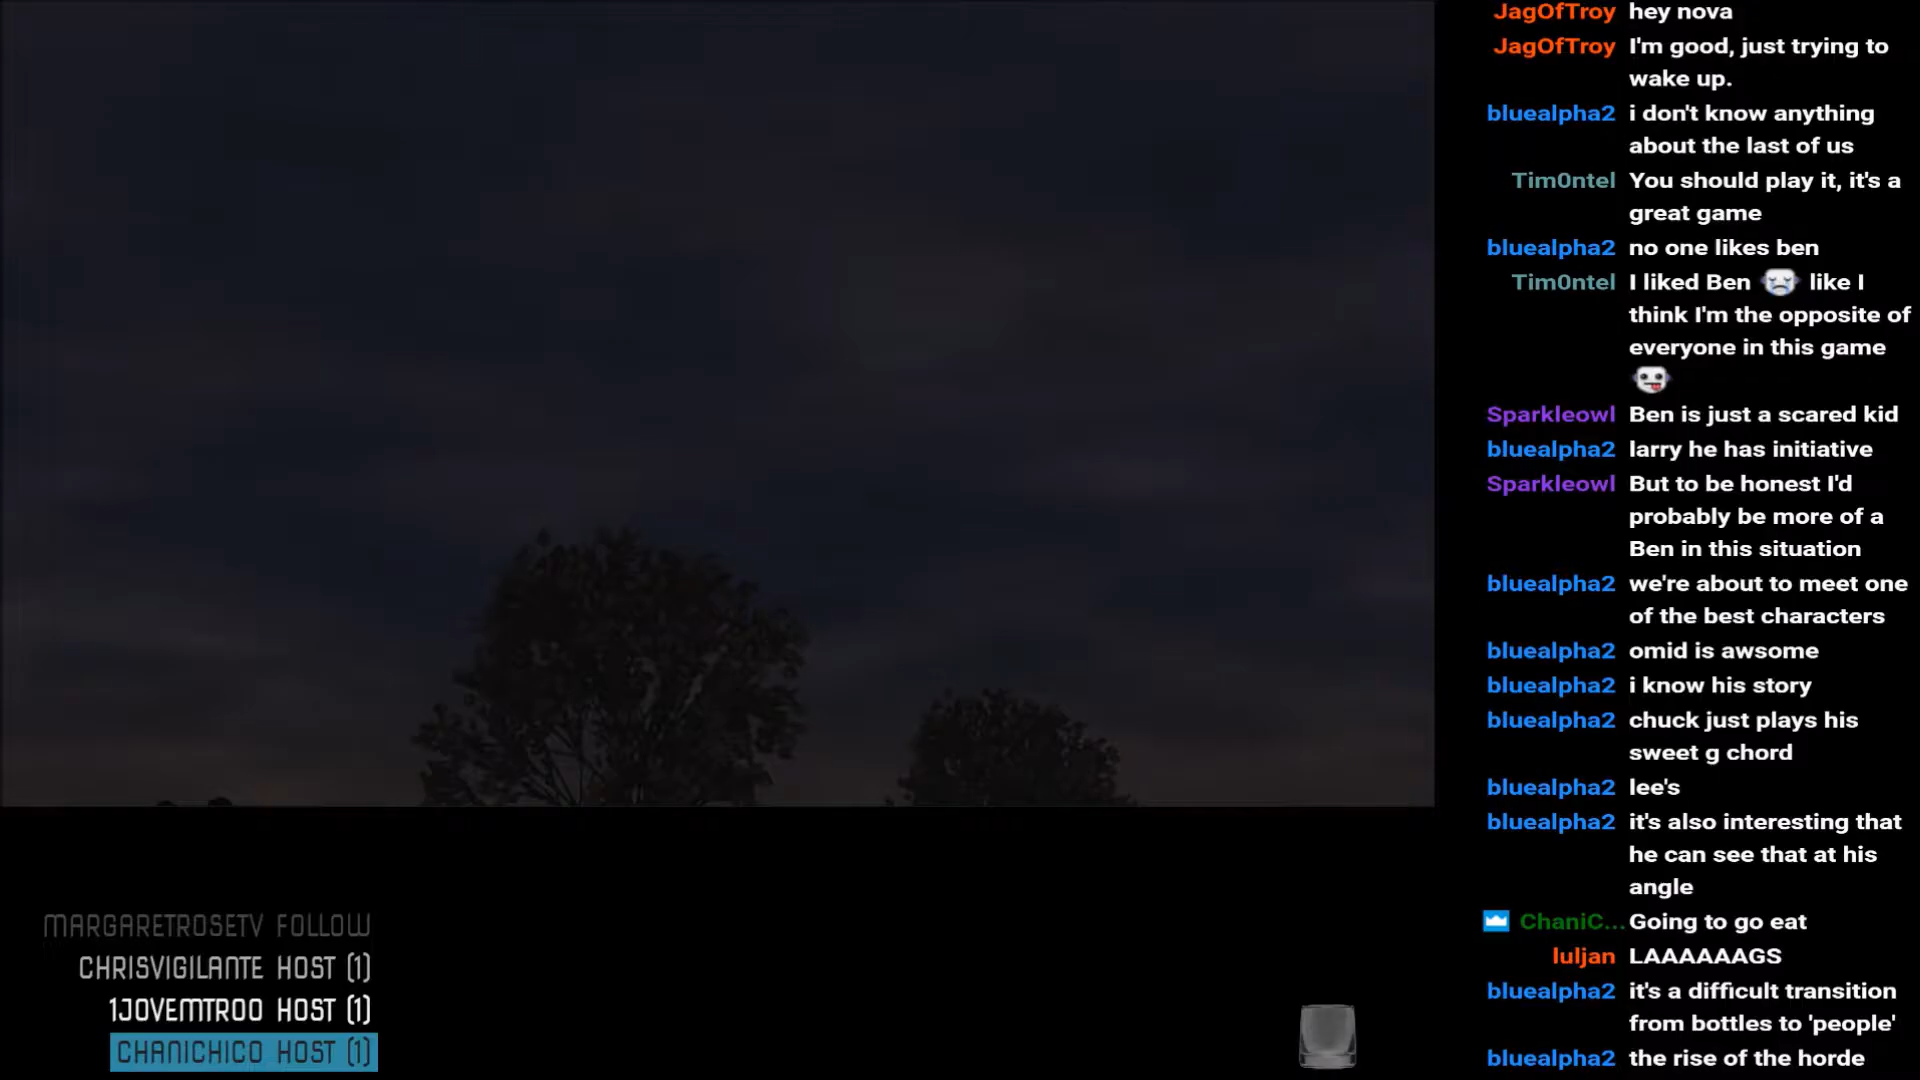 JagOfTroy hey nova
JagOfTroy I'm good, just trying to
wake up.
bluealpha2 i don't know anything
about the last of us
Tim0ntel You should play it, it's a
great game
bluealpha2 no one likes ben
Tim0ntel I liked Ben like I
think I'm the opposite of
everyone in this game
Sparkleowl Ben is just a scared kid
bluealpha2 larry he has initiative
Sparkleowl But to be honest I'd
probably be more of a
Ben in this situation
bluealpha2 we're about to meet one
of the best characters
bluealpha2 omid is awsome
bluealpha2 i know his story
bluealpha2 chuck just plays his
sweet g chord
bluealpha2 lee's
bluealpha2 it's also interesting that
he can see that at his
angle
ChaniC... Going to go eat
luljan LAAAAAAGS
bluealpha2 it's a difficult transition
from bottles to 'people'
bluealpha2 the rise of the horde
MARGARETROSETV FOLLOW
CHRISVIGILANTE HOST (1)
1JOVEMTROO HOST (1)
CHANICHICO HOST (1)